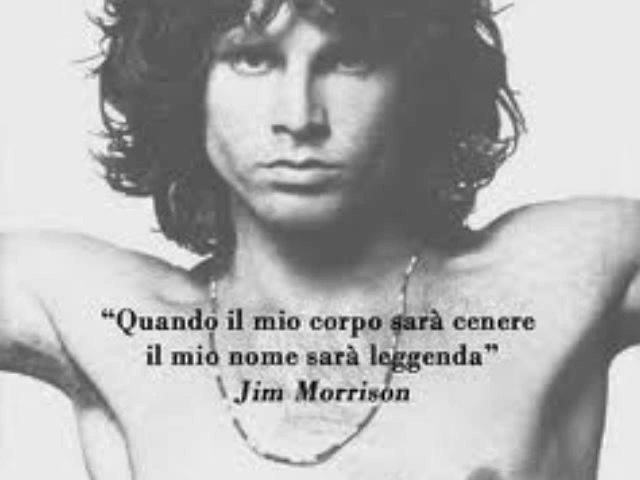 “Quando il mio corpo sarà cenere
il mio nome sarà leggenda”
Jim Morrison